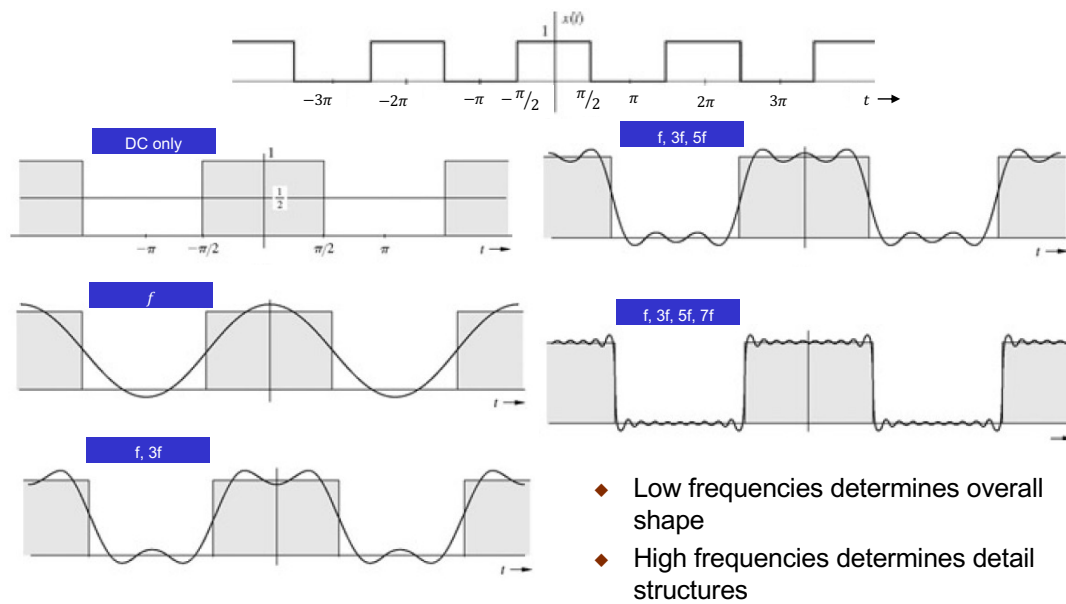 x(t)
1
−3π −2π −π −π/2 π/2 π 2π 3π t
DC only
1
1/2
−π −π/2 π/2 π t
f
t
f, 3f
t
f, 3f, 5f
t
f, 3f, 5f, 7f
Low frequencies determines overall
shape
High frequencies determines detail
structures